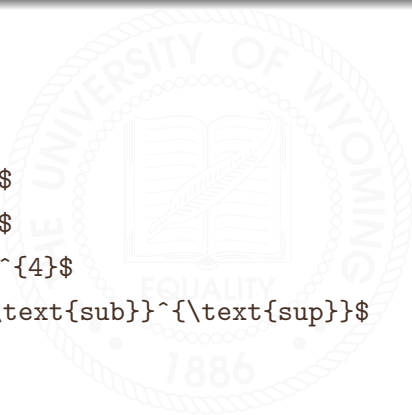 THE UNIVERSITY OF WYOMING
$
$
^{4}$
\text{sub}}^{\text{sup}}$
EQUALITY
1886